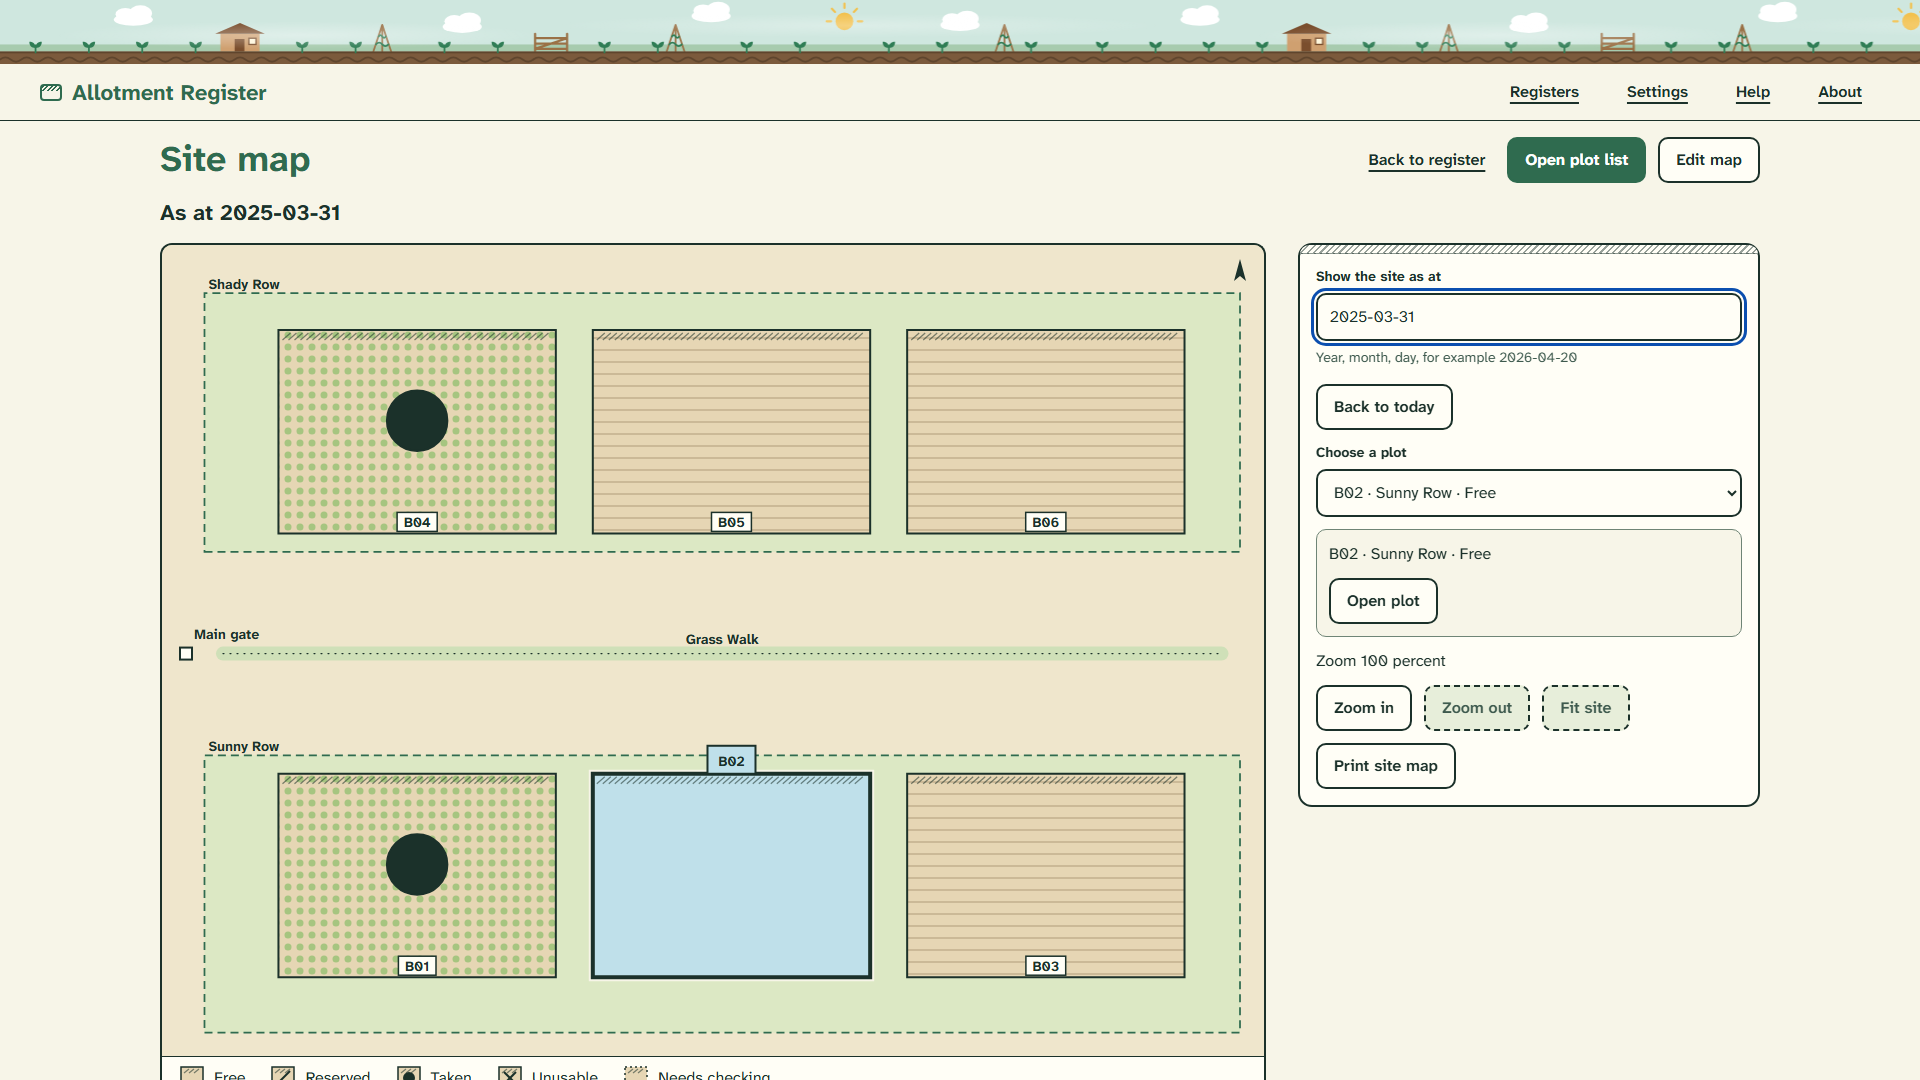 Allotment Register
Registers
Settings
Help
About
Site map
Back to register
Open plot list
Edit map
As at 2025-03-31
Shady Row
B04
B05
B06
Main gate
Grass Walk
Sunny Row
B02
B01
B03
Free
Reserved
Taken
Unusable
Needs checking
Show the site as at
2025-03-31
Year, month, day, for example 2026-04-20
Back to today
Choose a plot
B02 · Sunny Row · Free
B02 · Sunny Row · Free
Open plot
Zoom 100 percent
Zoom in
Zoom out
Fit site
Print site map